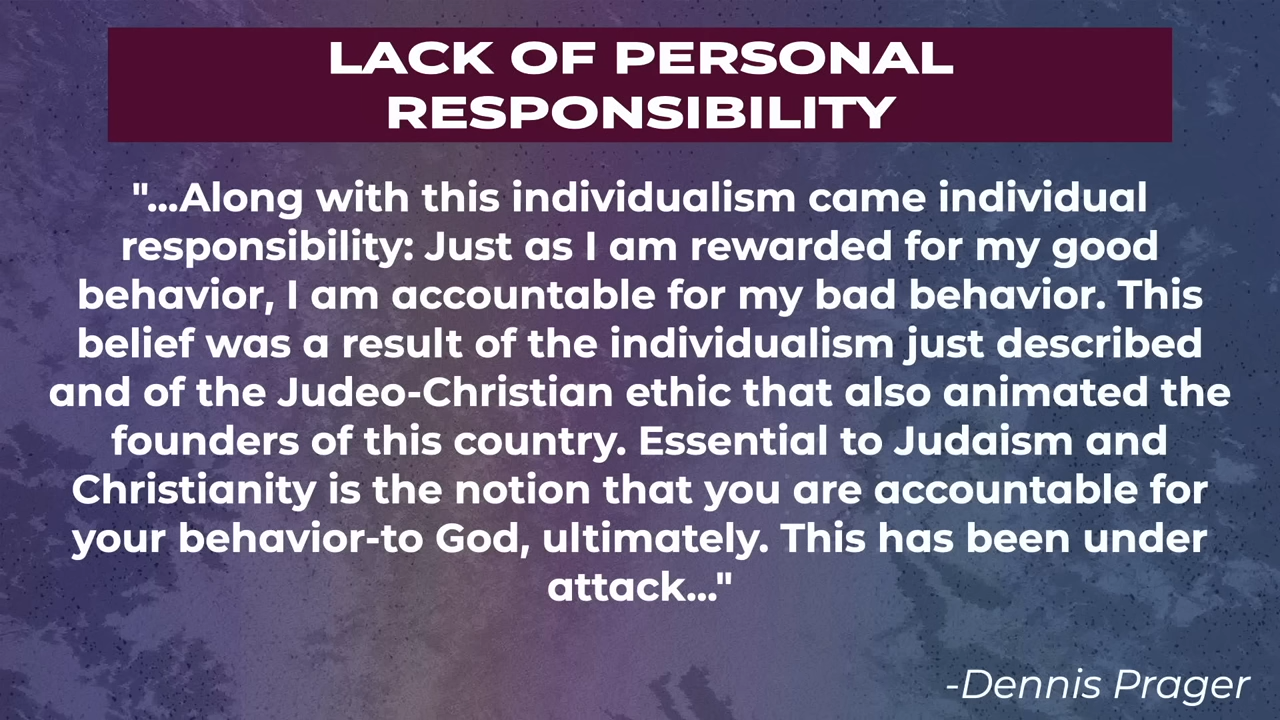 LACK OF PERSONAL
RESPONSIBILITY
"...Along with this individualism came individual
responsibility: Just as I am rewarded for my good
behavior, I am accountable for my bad behavior. This
belief was a result of the individualism just described
and of the Judeo-Christian ethic that also animated the
founders of this country. Essential to Judaism and
Christianity is the notion that you are accountable for
your behavior-to God, ultimately. This has been under
attack..."
-Dennis Prager